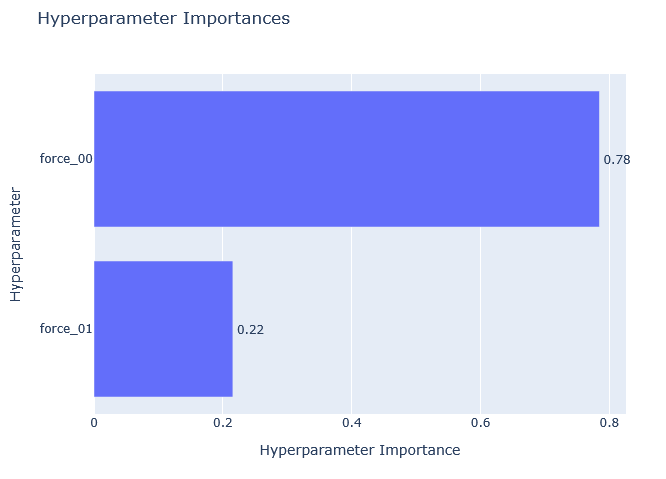 Hyperparameter Importances
Hyperparameter
force_00
0.78
force_01
0.22
0
0.2
0.4
0.6
0.8
Hyperparameter Importance